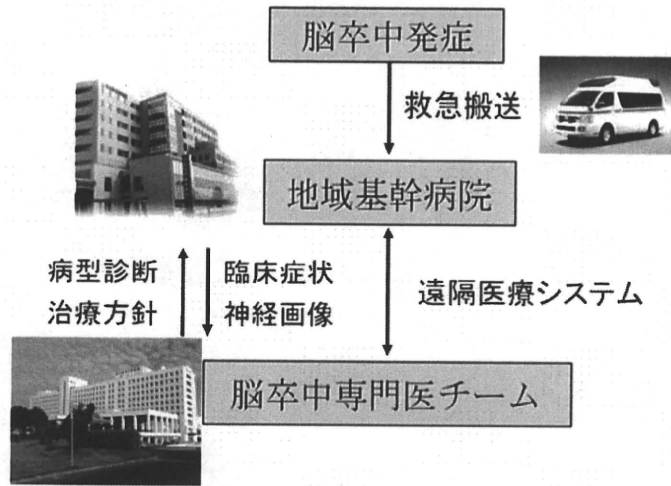 脳卒中発症
救急搬送
地域基幹病院
病型診断
治療方針
臨床症状
神経画像
遠隔医療システム
脳卒中専門医チーム